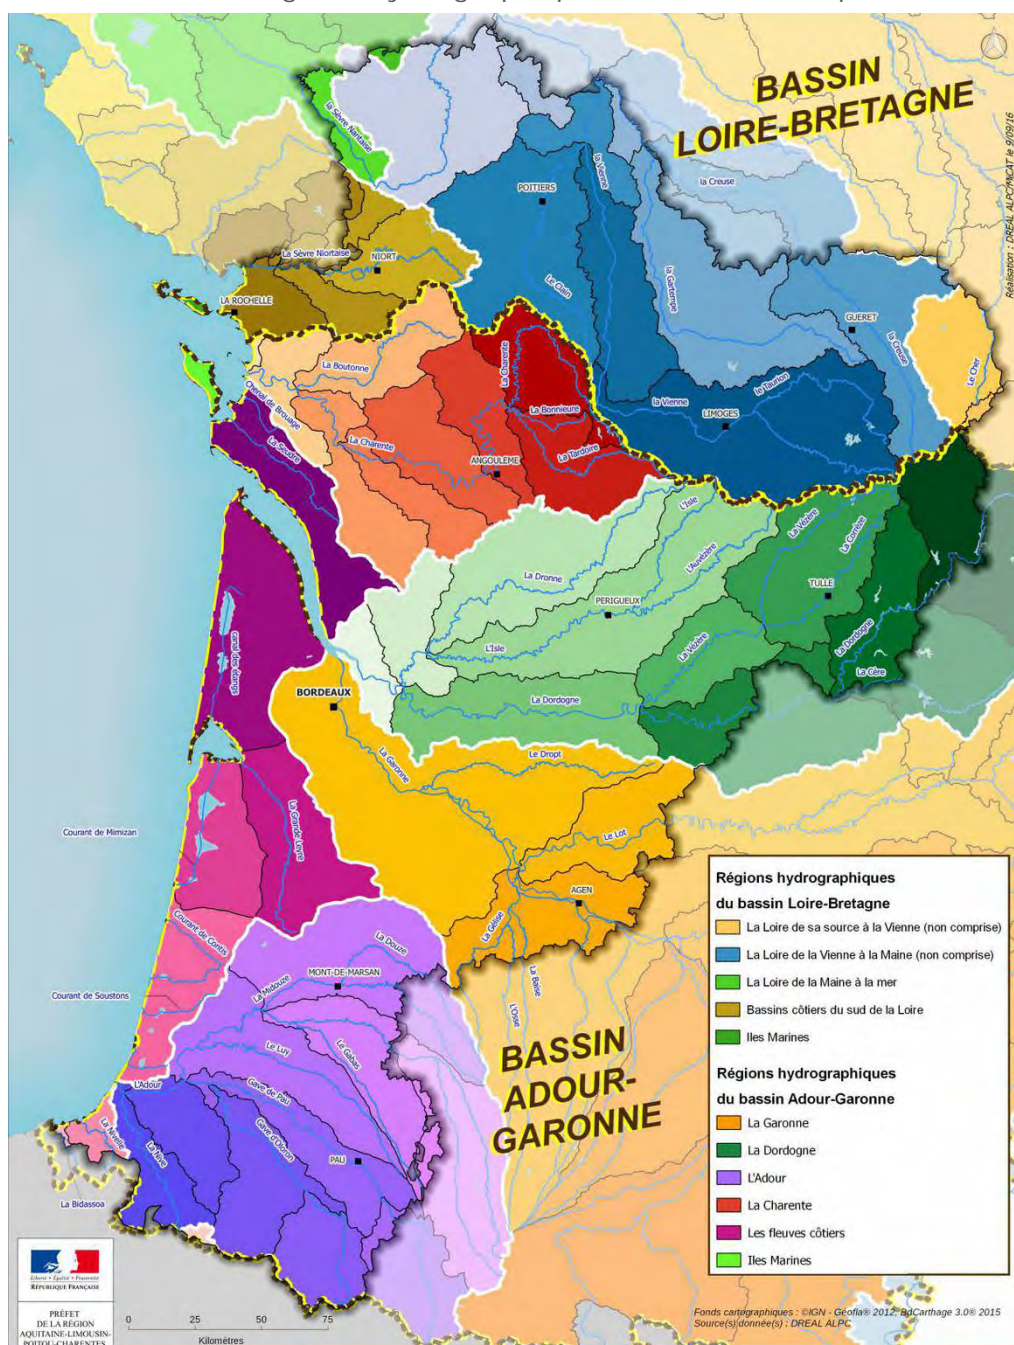 BASSIN
LOIRE-BRETAGNE
Réalisation : DREAL ALPC/MICAT le 9/09/16
la Sèvre Nantaise
la Vienne
la Creuse
POITIERS
La Sèvre Niortaise
NIORT
Le Clain
la Gartempe
LA ROCHELLE
GUERET
la Creuse
Le Cher
La Boutonne
La Charente
le Taurion
la Vienne
LIMOGES
Chenal de Brouage
La Bonnieure
La Charente
La Seudre
ANGOULEME
La Tardoire
L'Isle
La Vézère
La Corrèze
L'Auvézère
La Dronne
PERIGUEUX
TULLE
Canal des Etangs
L'Isle
La Vézère
La Dordogne
La Cère
BORDEAUX
La Dordogne
La Garonne
Le Dropt
Courant de Mimizan
La Grande Leyre
Le Lot
AGEN
Courant de Contis
La Gélise
La Douze
MONT-DE-MARSAN
La Baïse
La Midouze
Courant de Soustons
L'Osse
Le Luy
Le Gabas
BASSIN
ADOUR-
GARONNE
L'Adour
Gave de Pau
La Nivelle
La Nive
Gave d'Oloron
PAU
La Bidassoa
Régions hydrographiques
du bassin Loire-Bretagne
La Loire de sa source à la Vienne (non comprise)
La Loire de la Vienne à la Maine (non comprise)
La Loire de la Maine à la mer
Bassins côtiers du sud de la Loire
Iles Marines
Régions hydrographiques
du bassin Adour-Garonne
La Garonne
La Dordogne
L'Adour
La Charente
Les fleuves côtiers
Iles Marines
Liberté • Égalité • Fraternité
RÉPUBLIQUE FRANÇAISE
PRÉFET
DE LA RÉGION
AQUITAINE-LIMOUSIN-
POITOU-CHARENTES
0 25 50 75
Kilomètres
Fonds cartographiques : ©IGN - Géofla® 2012, BdCarthage 3.0® 2015
Source(s) donnée(s) : DREAL ALPC